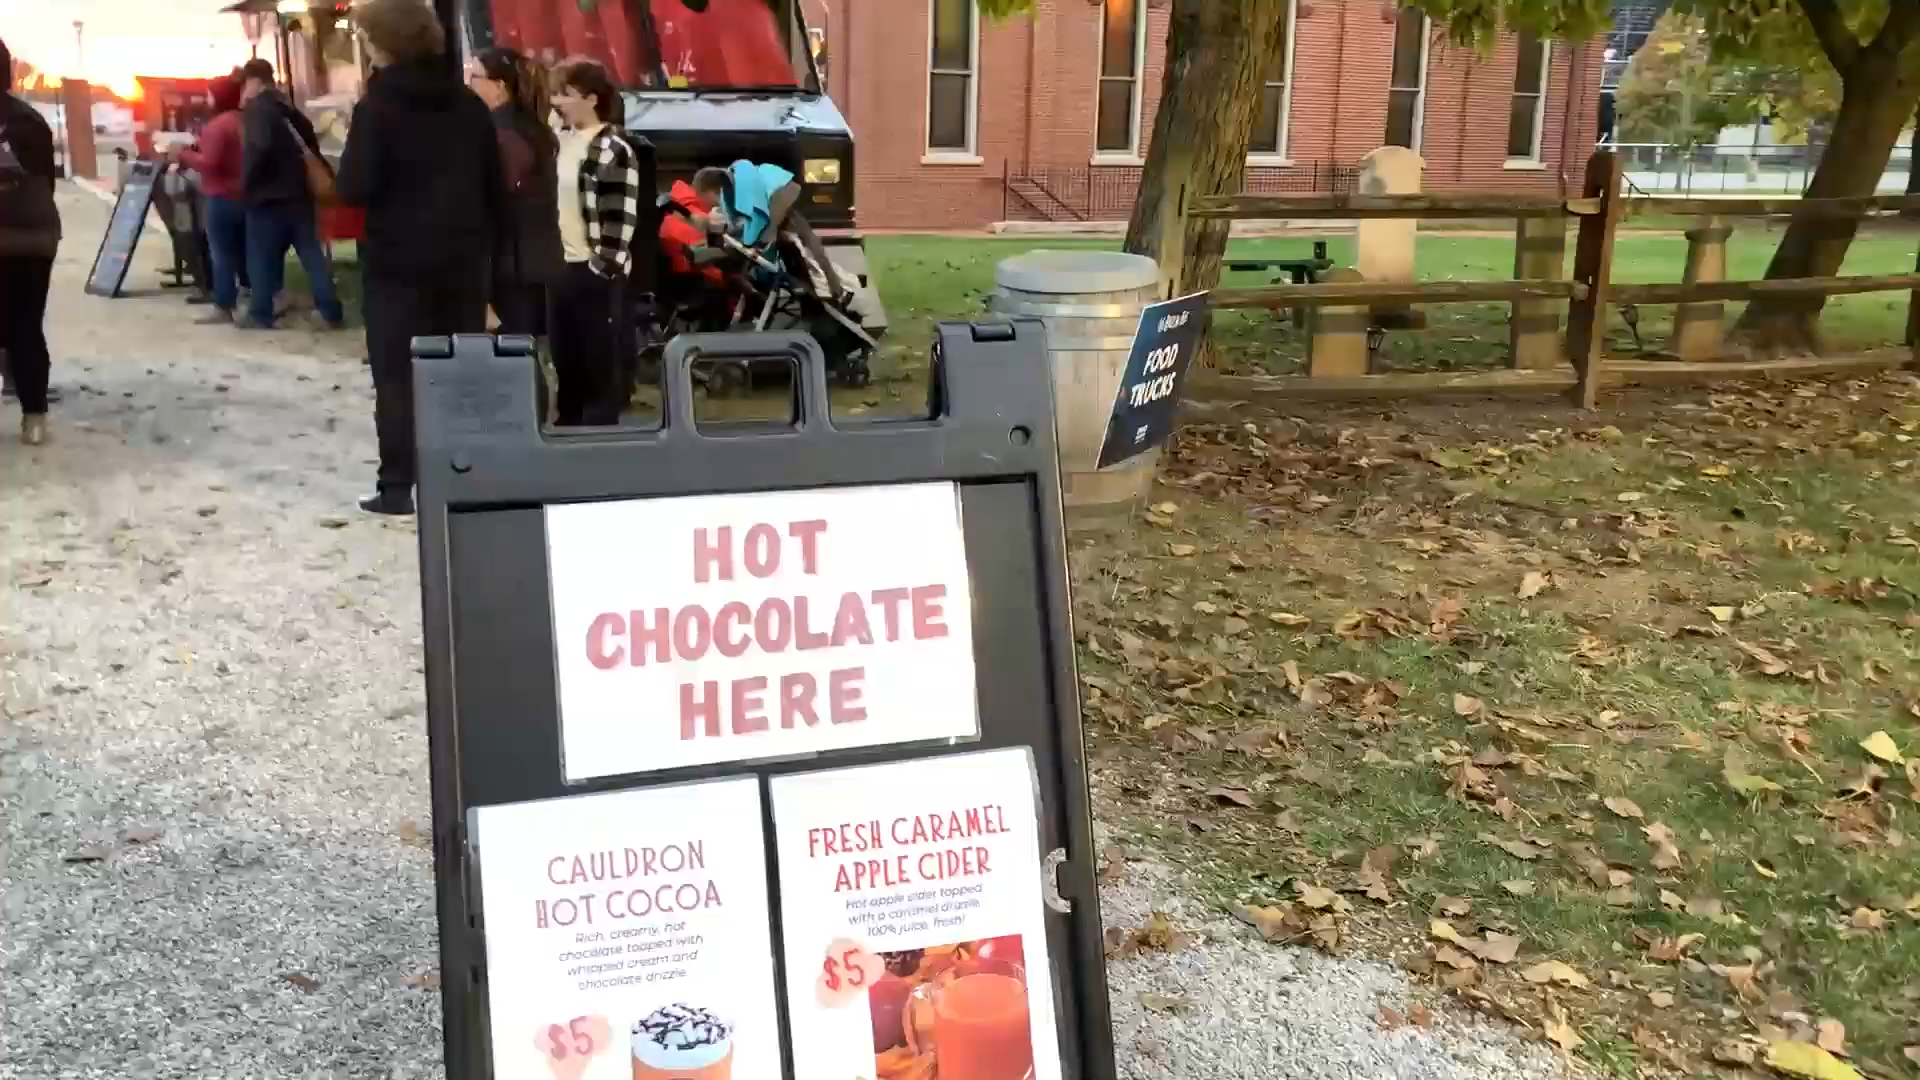 FOOD
TRUCKS
HOT
CHOCOLATE
HERE
CAULDRON
HOT COCOA
Rich, creamy, hot
chocolate topped with
whipped cream and
chocolate drizzle
$5
FRESH CARAMEL
APPLE CIDER
Hot apple cider topped
with a caramel drizzle,
100% juice, fresh!
$5